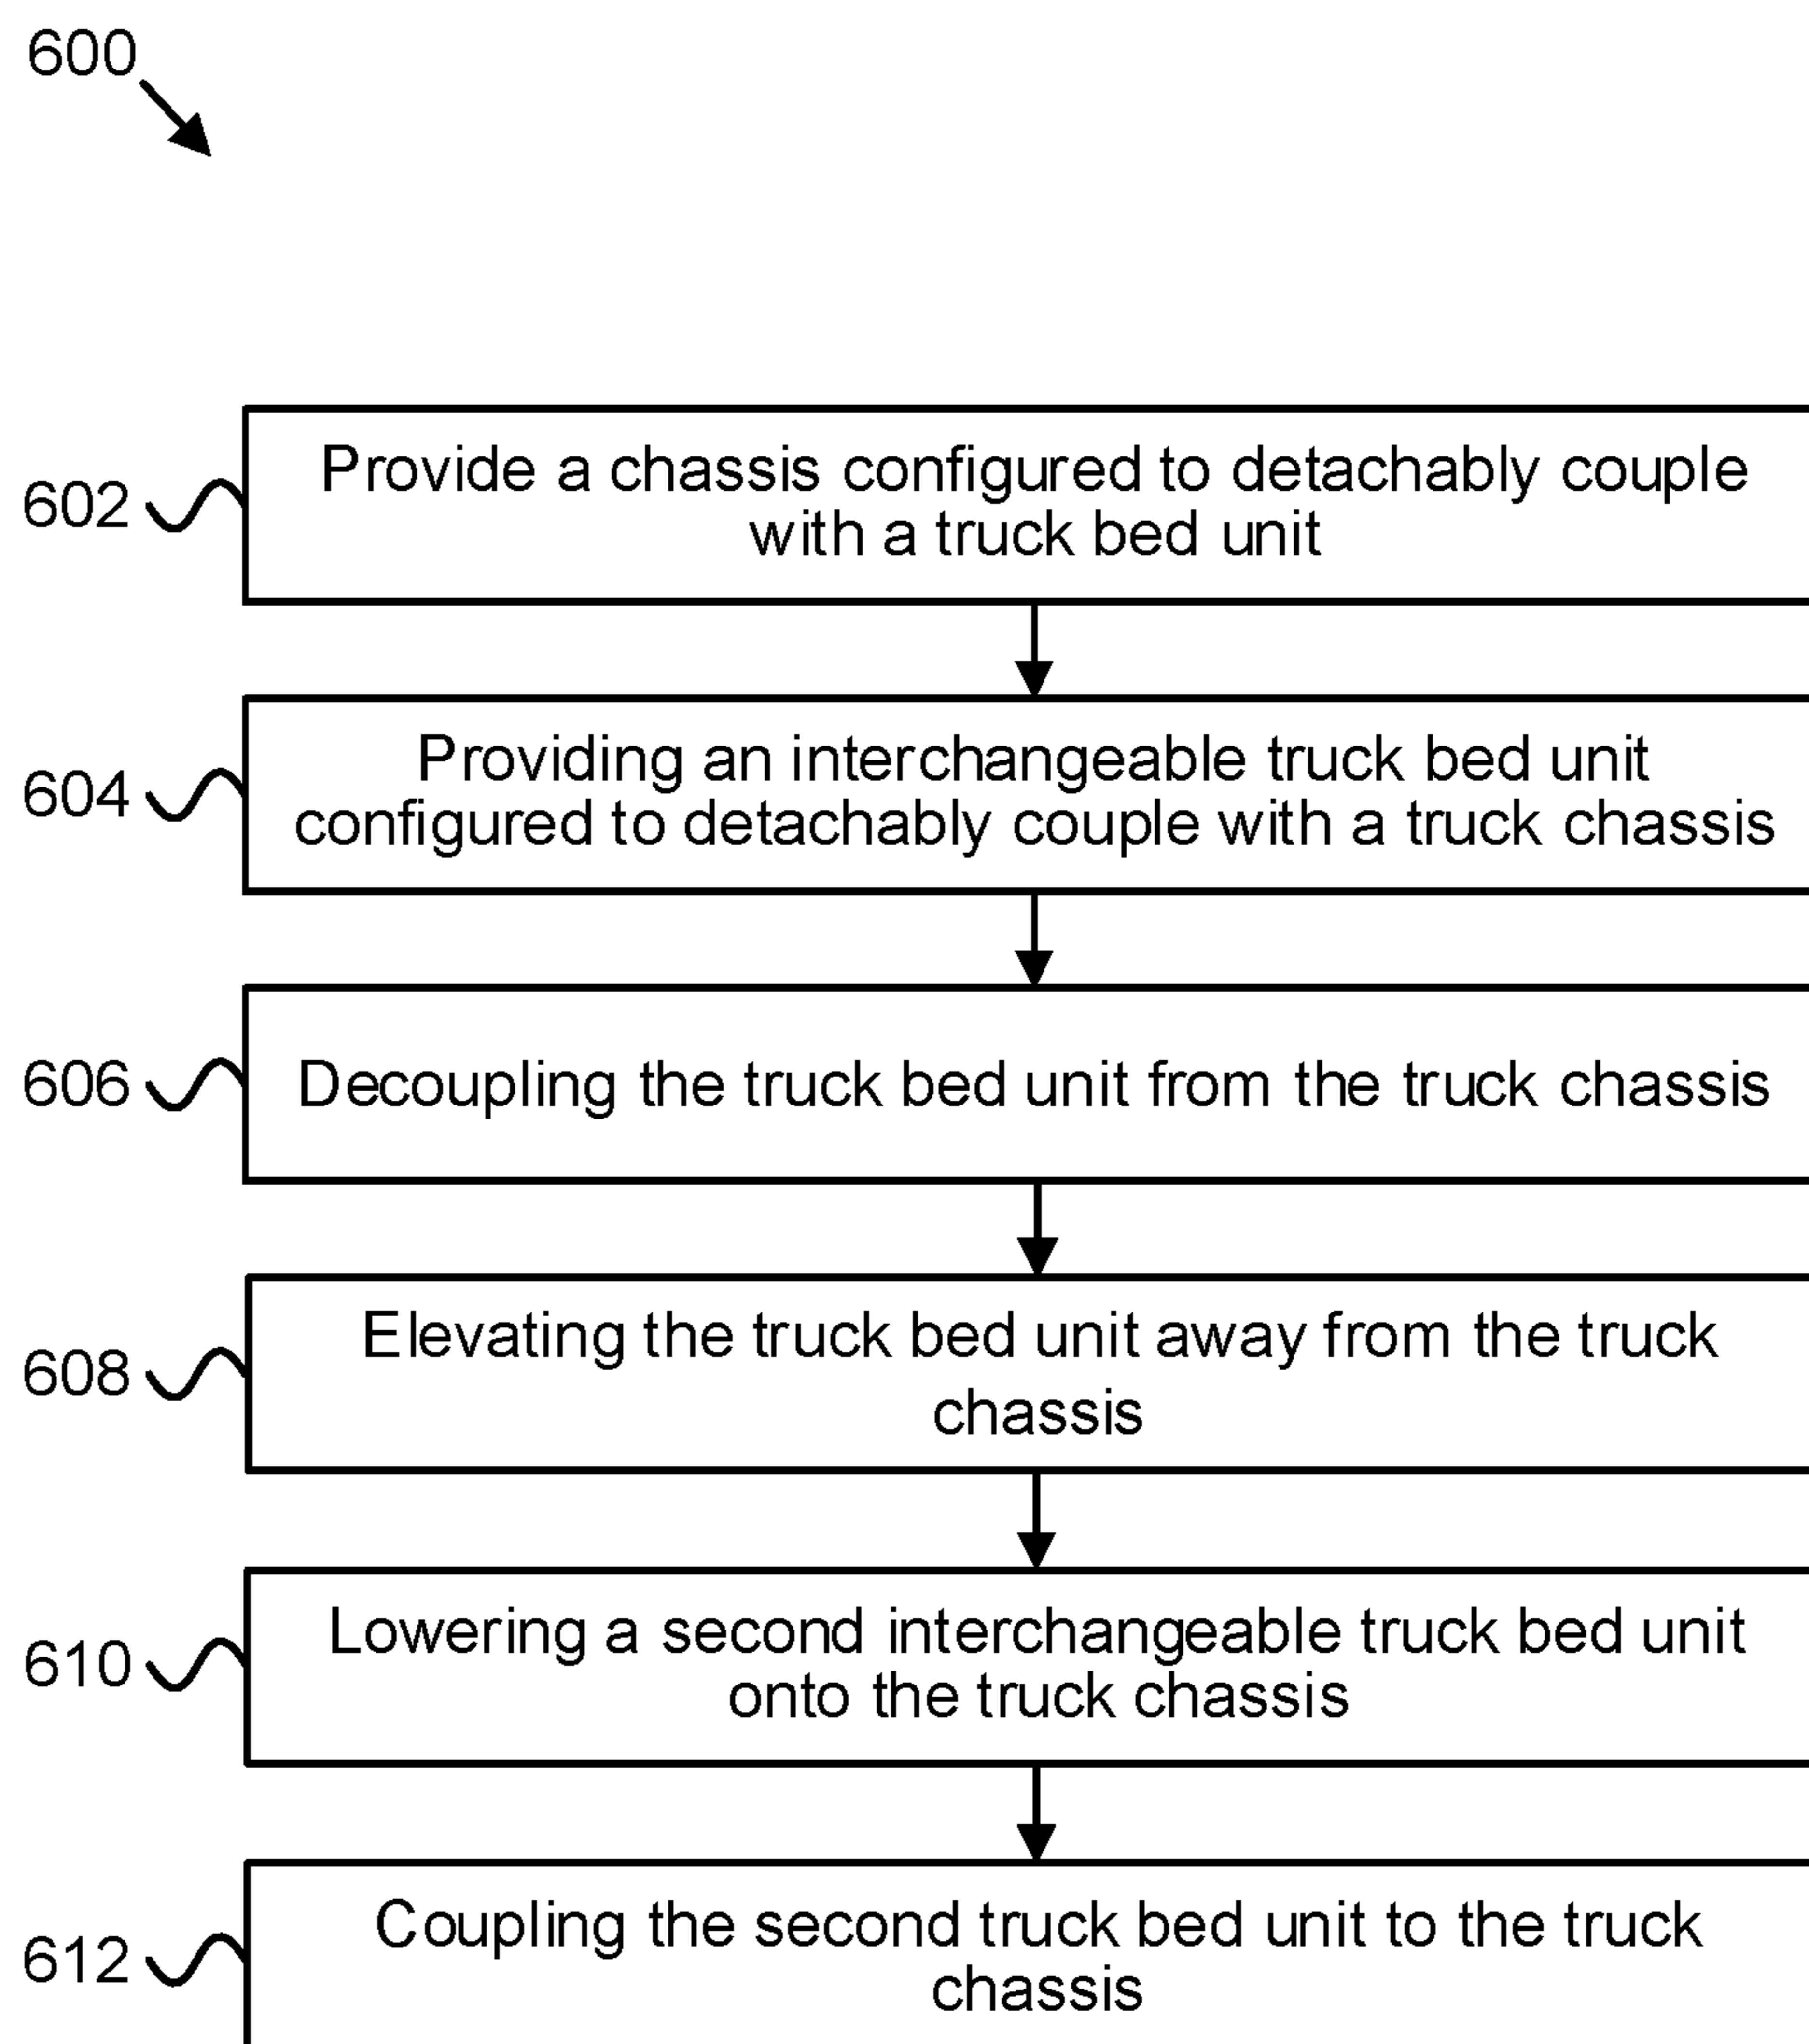 600
602
Provide a chassis configured to detachably couple
with a truck bed unit
604
Providing an interchangeable truck bed unit
configured to detachably couple with a truck chassis
606
Decoupling the truck bed unit from the truck chassis
608
Elevating the truck bed unit away from the truck
chassis
610
Lowering a second interchangeable truck bed unit
onto the truck chassis
612
Coupling the second truck bed unit to the truck
chassis